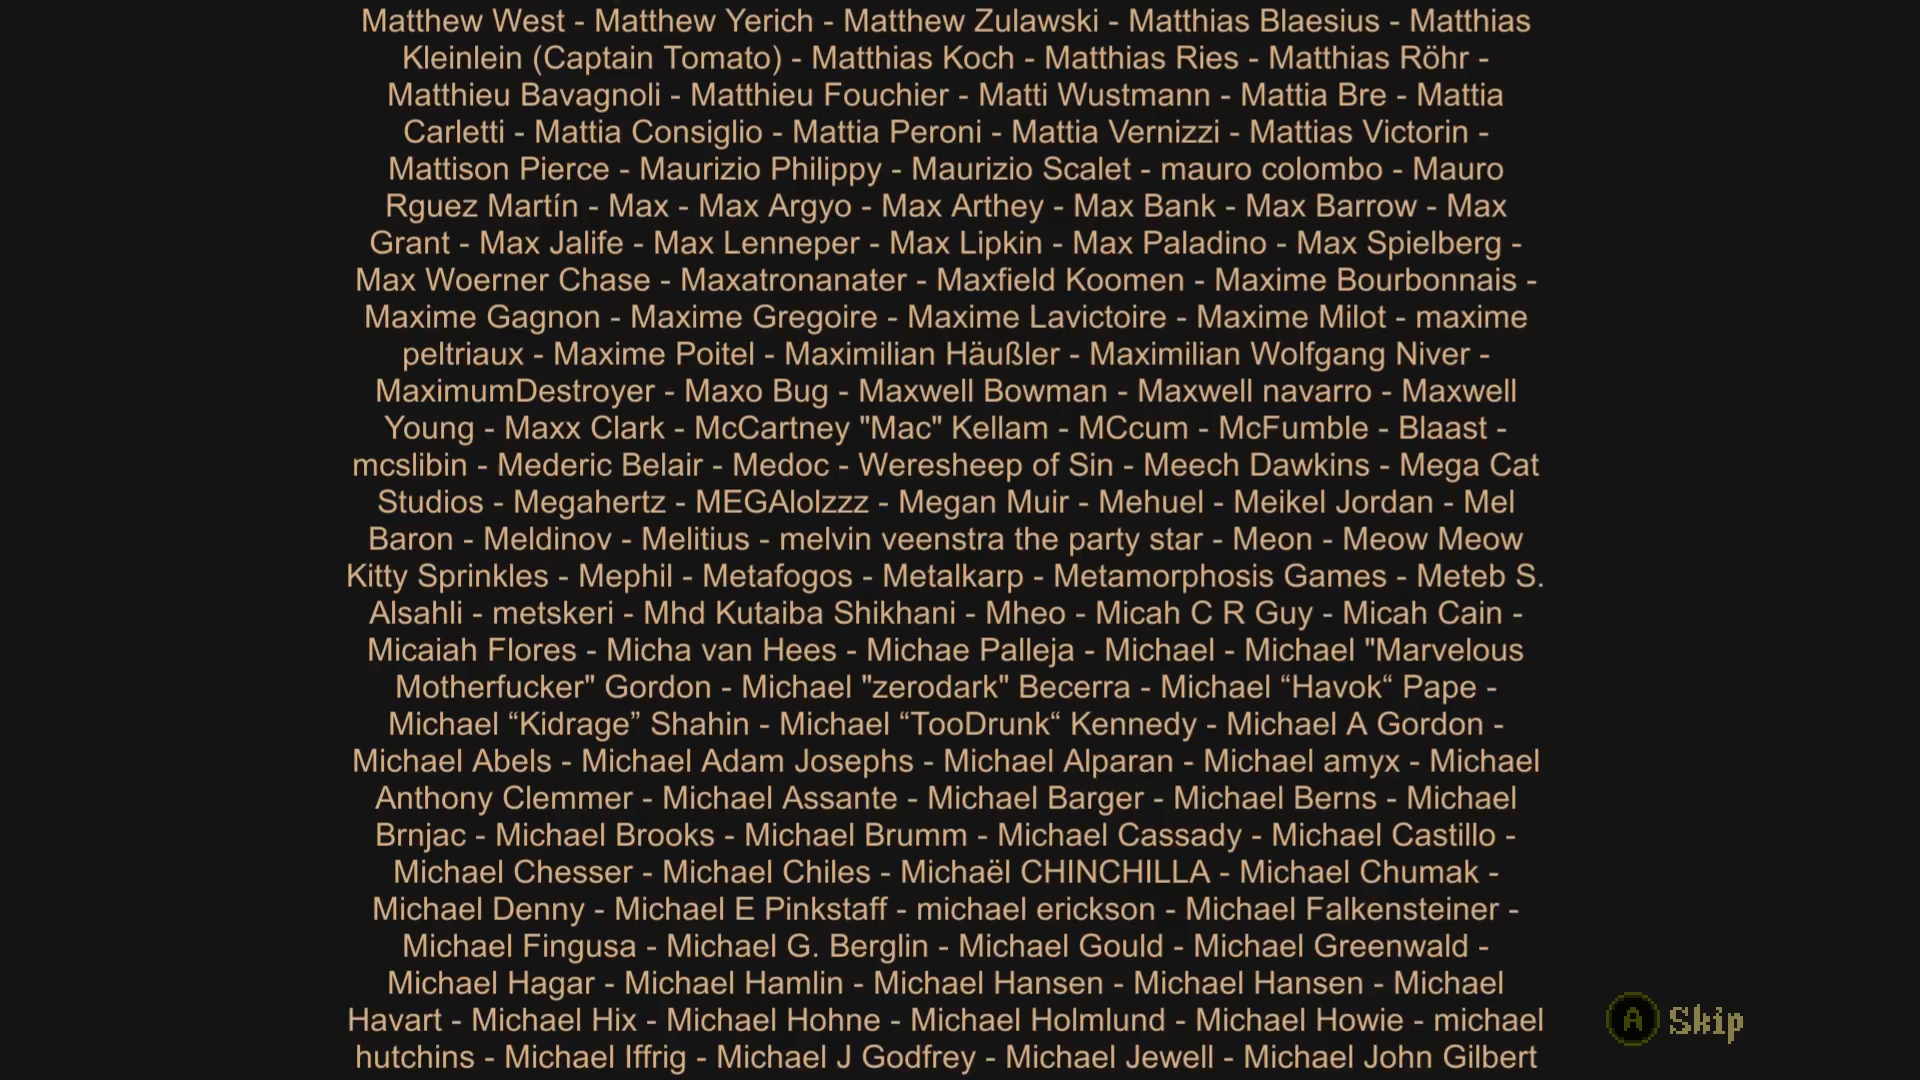 Matthew West - Matthew Yerich - Matthew Zulawski - Matthias Blaesius - Matthias
Kleinlein (Captain Tomato) - Matthias Koch - Matthias Ries - Matthias Röhr -
Matthieu Bavagnoli - Matthieu Fouchier - Matti Wustmann - Mattia Bre - Mattia
Carletti - Mattia Consiglio - Mattia Peroni - Mattia Vernizzi - Mattias Victorin -
Mattison Pierce - Maurizio Philippy - Maurizio Scalet - mauro colombo - Mauro
Rguez Martín - Max - Max Argyo - Max Arthey - Max Bank - Max Barrow - Max
Grant - Max Jalife - Max Lenneper - Max Lipkin - Max Paladino - Max Spielberg -
Max Woerner Chase - Maxatronanater - Maxfield Koomen - Maxime Bourbonnais -
Maxime Gagnon - Maxime Gregoire - Maxime Lavictoire - Maxime Milot - maxime
peltriaux - Maxime Poitel - Maximilian Häußler - Maximilian Wolfgang Niver -
MaximumDestroyer - Maxo Bug - Maxwell Bowman - Maxwell navarro - Maxwell
Young - Maxx Clark - McCartney "Mac" Kellam - MCcum - McFumble - Blaast -
mcslibin - Mederic Belair - Medoc - Weresheep of Sin - Meech Dawkins - Mega Cat
Studios - Megahertz - MEGAlolzzz - Megan Muir - Mehuel - Meikel Jordan - Mel
Baron - Meldinov - Melitius - melvin veenstra the party star - Meon - Meow Meow
Kitty Sprinkles - Mephil - Metafogos - Metalkarp - Metamorphosis Games - Meteb S.
Alsahli - metskeri - Mhd Kutaiba Shikhani - Mheo - Micah C R Guy - Micah Cain -
Micaiah Flores - Micha van Hees - Michae Palleja - Michael - Michael "Marvelous
Motherfucker" Gordon - Michael "zerodark" Becerra - Michael “Havok“ Pape -
Michael “Kidrage” Shahin - Michael “TooDrunk“ Kennedy - Michael A Gordon -
Michael Abels - Michael Adam Josephs - Michael Alparan - Michael amyx - Michael
Anthony Clemmer - Michael Assante - Michael Barger - Michael Berns - Michael
Brnjac - Michael Brooks - Michael Brumm - Michael Cassady - Michael Castillo -
Michael Chesser - Michael Chiles - Michaël CHINCHILLA - Michael Chumak -
Michael Denny - Michael E Pinkstaff - michael erickson - Michael Falkensteiner -
Michael Fingusa - Michael G. Berglin - Michael Gould - Michael Greenwald -
Michael Hagar - Michael Hamlin - Michael Hansen - Michael Hansen - Michael
Havart - Michael Hix - Michael Hohne - Michael Holmlund - Michael Howie - michael
hutchins - Michael Iffrig - Michael J Godfrey - Michael Jewell - Michael John Gilbert
A Skip